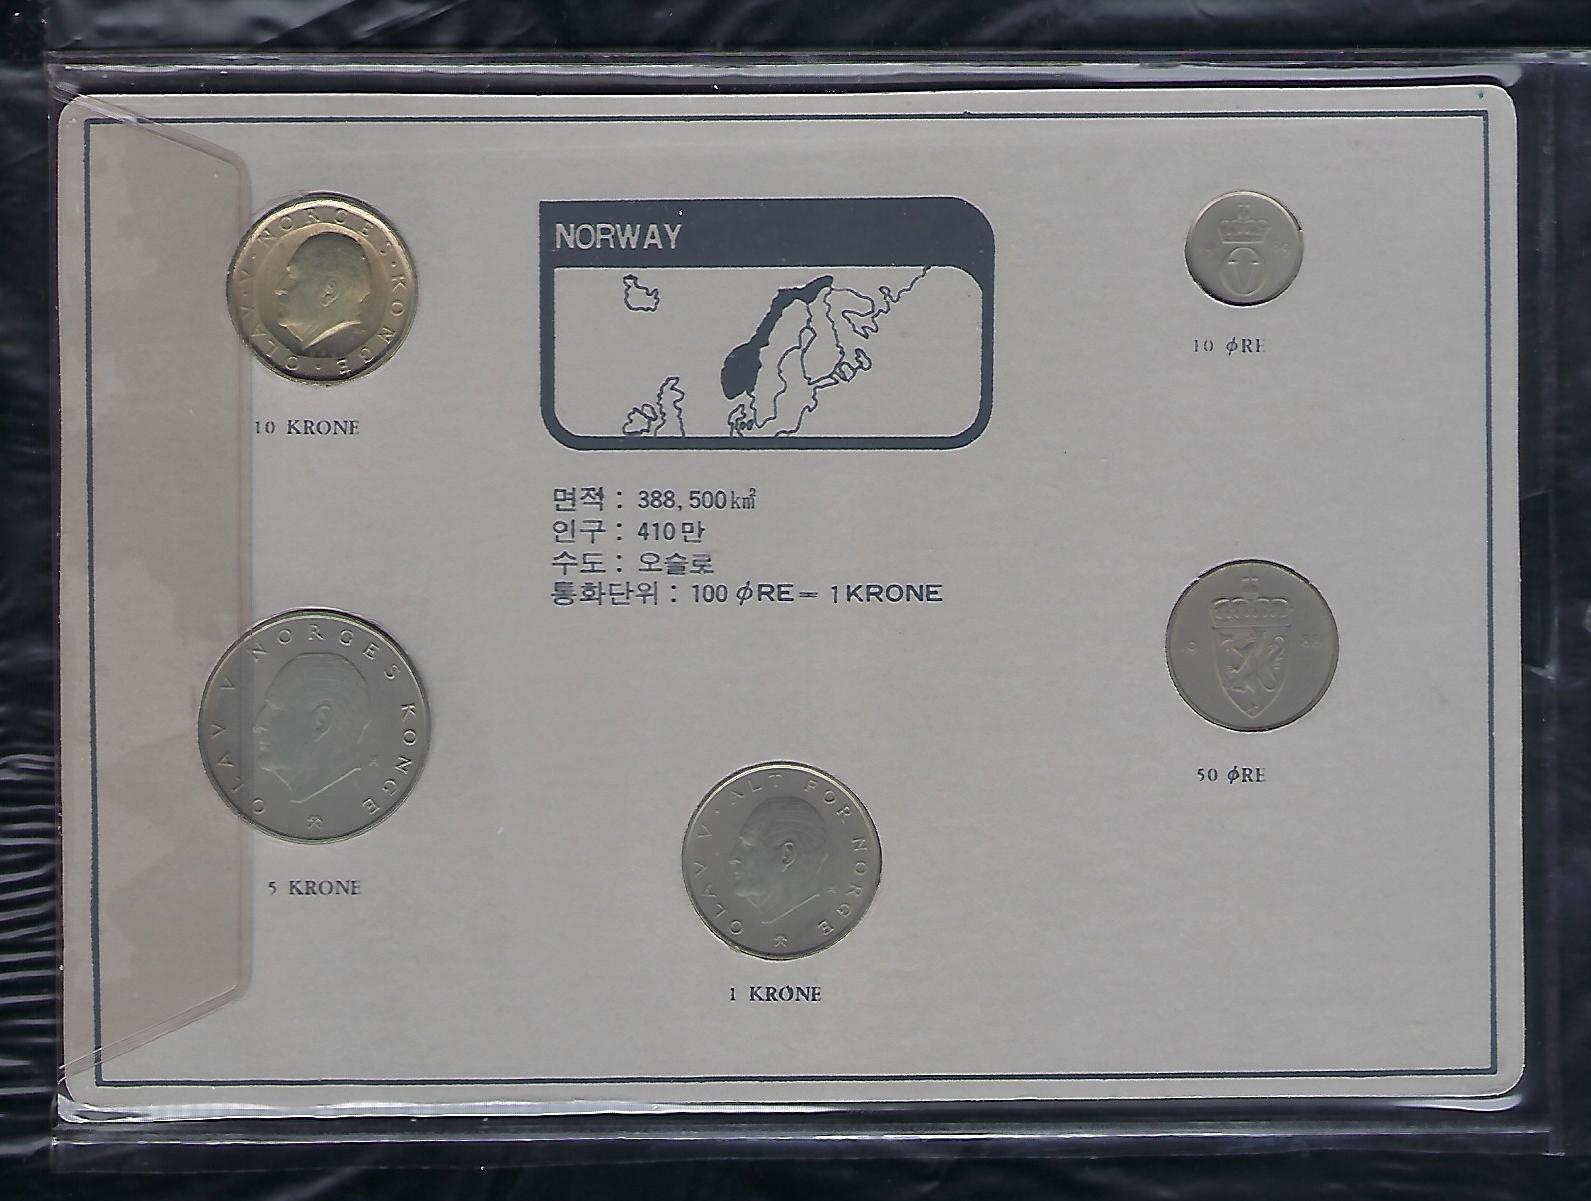 OLAV·V·NORGES·KONGE·
NORWAY
10 ØRE
10 KRONE
면적 : 388,500㎢
인구 : 410만
수도 : 오슬로
통화단위 : 100 ØRE = 1 KRONE
OLAV V NORGES KONGE
50 ØRE
5 KRONE
OLAV V · ALT FOR NORGE
1 KRONE